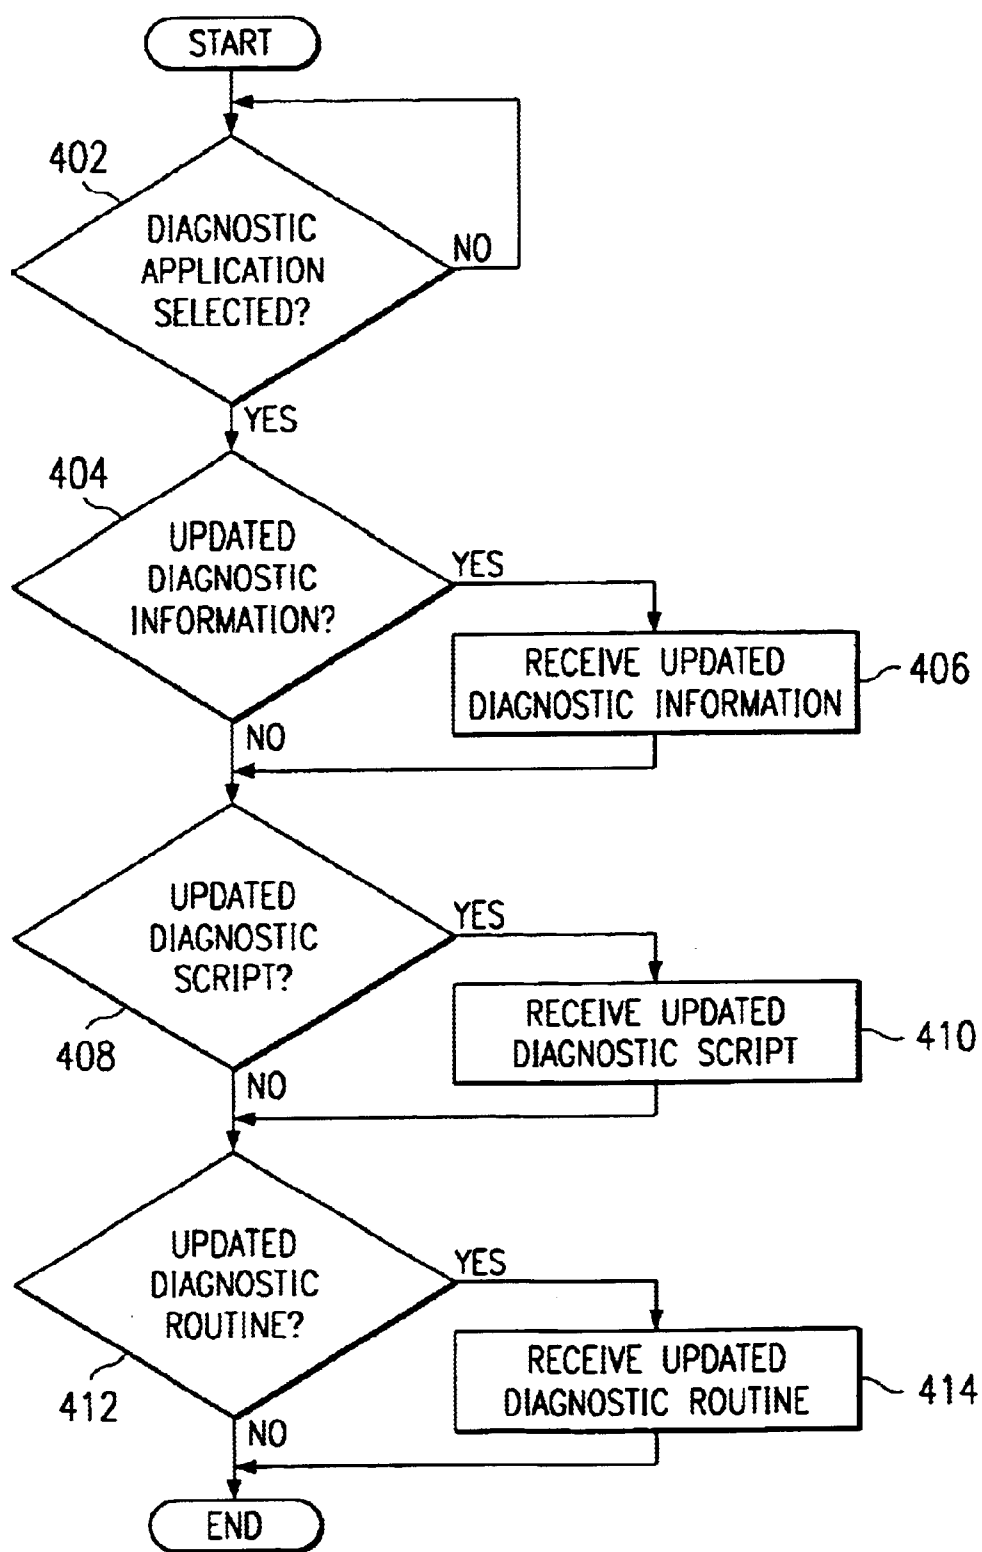 START
402
DIAGNOSTIC
APPLICATION
SELECTED?
NO
YES
404
UPDATED
DIAGNOSTIC
INFORMATION?
YES
RECEIVE UPDATED
DIAGNOSTIC INFORMATION
406
NO
UPDATED
DIAGNOSTIC
SCRIPT?
YES
408
RECEIVE UPDATED
DIAGNOSTIC SCRIPT
410
NO
UPDATED
DIAGNOSTIC
ROUTINE?
YES
412
RECEIVE UPDATED
DIAGNOSTIC ROUTINE
414
NO
END